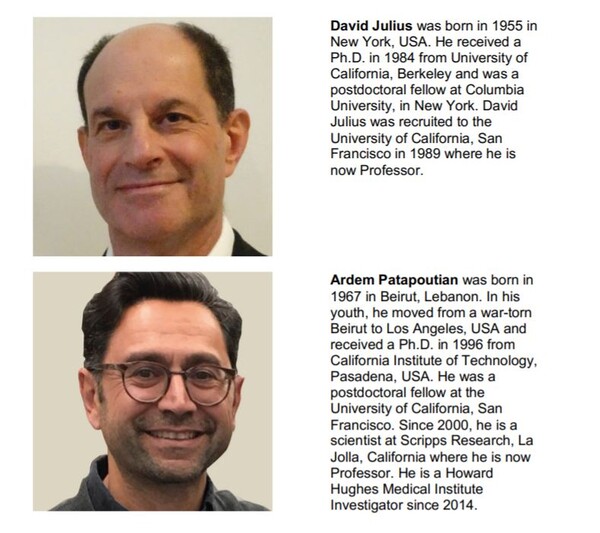 David Julius was born in 1955 in
New York, USA. He received a
Ph.D. in 1984 from University of
California, Berkeley and was a
postdoctoral fellow at Columbia
University, in New York. David
Julius was recruited to the
University of California, San
Francisco in 1989 where he is
now Professor.
Ardem Patapoutian was born in
1967 in Beirut, Lebanon. In his
youth, he moved from a war-torn
Beirut to Los Angeles, USA and
received a Ph.D. in 1996 from
California Institute of Technology,
Pasadena, USA. He was a
postdoctoral fellow at the
University of California, San
Francisco. Since 2000, he is a
scientist at Scripps Research, La
Jolla, California where he is now
Professor. He is a Howard
Hughes Medical Institute
Investigator since 2014.